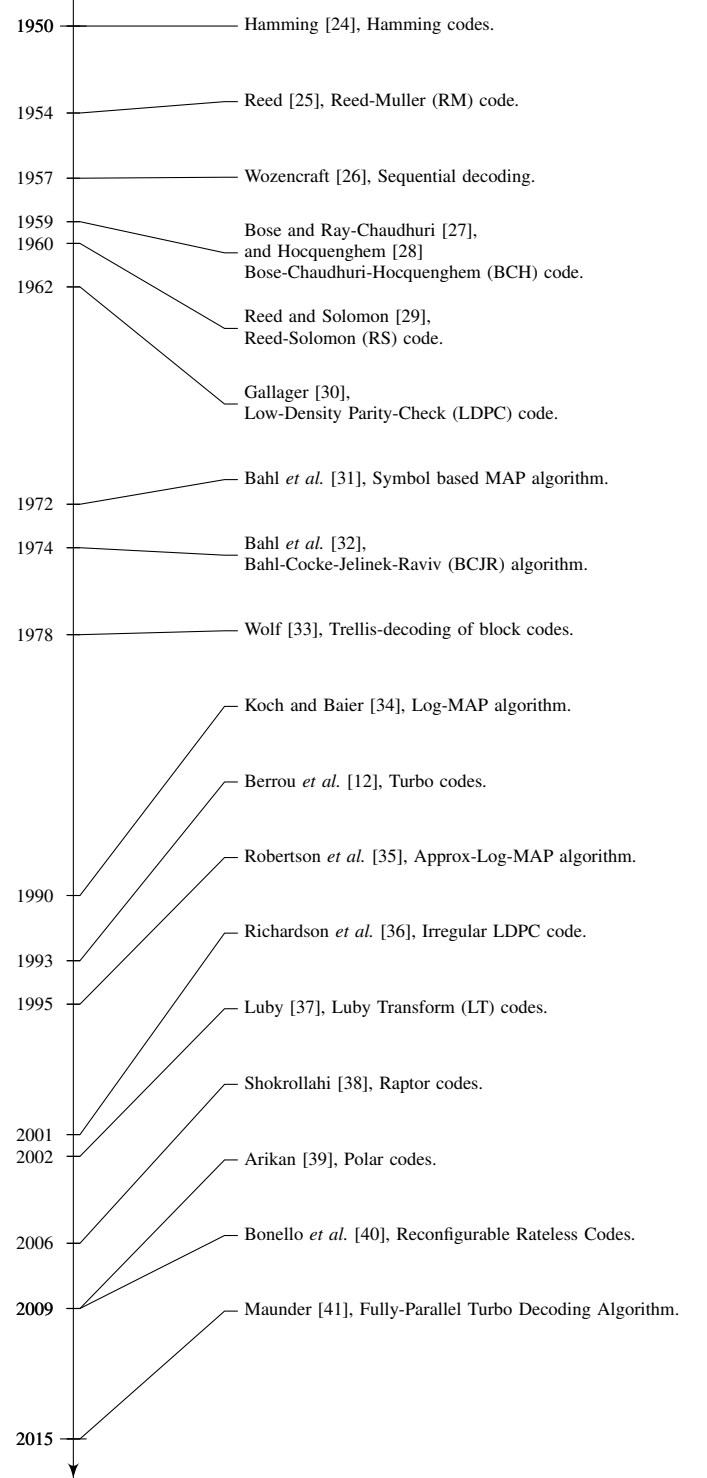 1950
Hamming [24], Hamming codes.
1954
Reed [25], Reed-Muller (RM) code.
1957
Wozencraft [26], Sequential decoding.
1959
Bose and Ray-Chaudhuri [27],
and Hocquenghem [28]
Bose-Chaudhuri-Hocquenghem (BCH) code.
1960
Reed and Solomon [29],
Reed-Solomon (RS) code.
1962
Gallager [30],
Low-Density Parity-Check (LDPC) code.
1972
Bahl et al. [31], Symbol based MAP algorithm.
1974
Bahl et al. [32],
Bahl-Cocke-Jelinek-Raviv (BCJR) algorithm.
1978
Wolf [33], Trellis-decoding of block codes.
1990
Koch and Baier [34], Log-MAP algorithm.
1993
Berrou et al. [12], Turbo codes.
1995
Robertson et al. [35], Approx-Log-MAP algorithm.
2001
Richardson et al. [36], Irregular LDPC code.
2002
Luby [37], Luby Transform (LT) codes.
2006
Shokrollahi [38], Raptor codes.
2009
Arikan [39], Polar codes.
Bonello et al. [40], Reconfigurable Rateless Codes.
2015
Maunder [41], Fully-Parallel Turbo Decoding Algorithm.